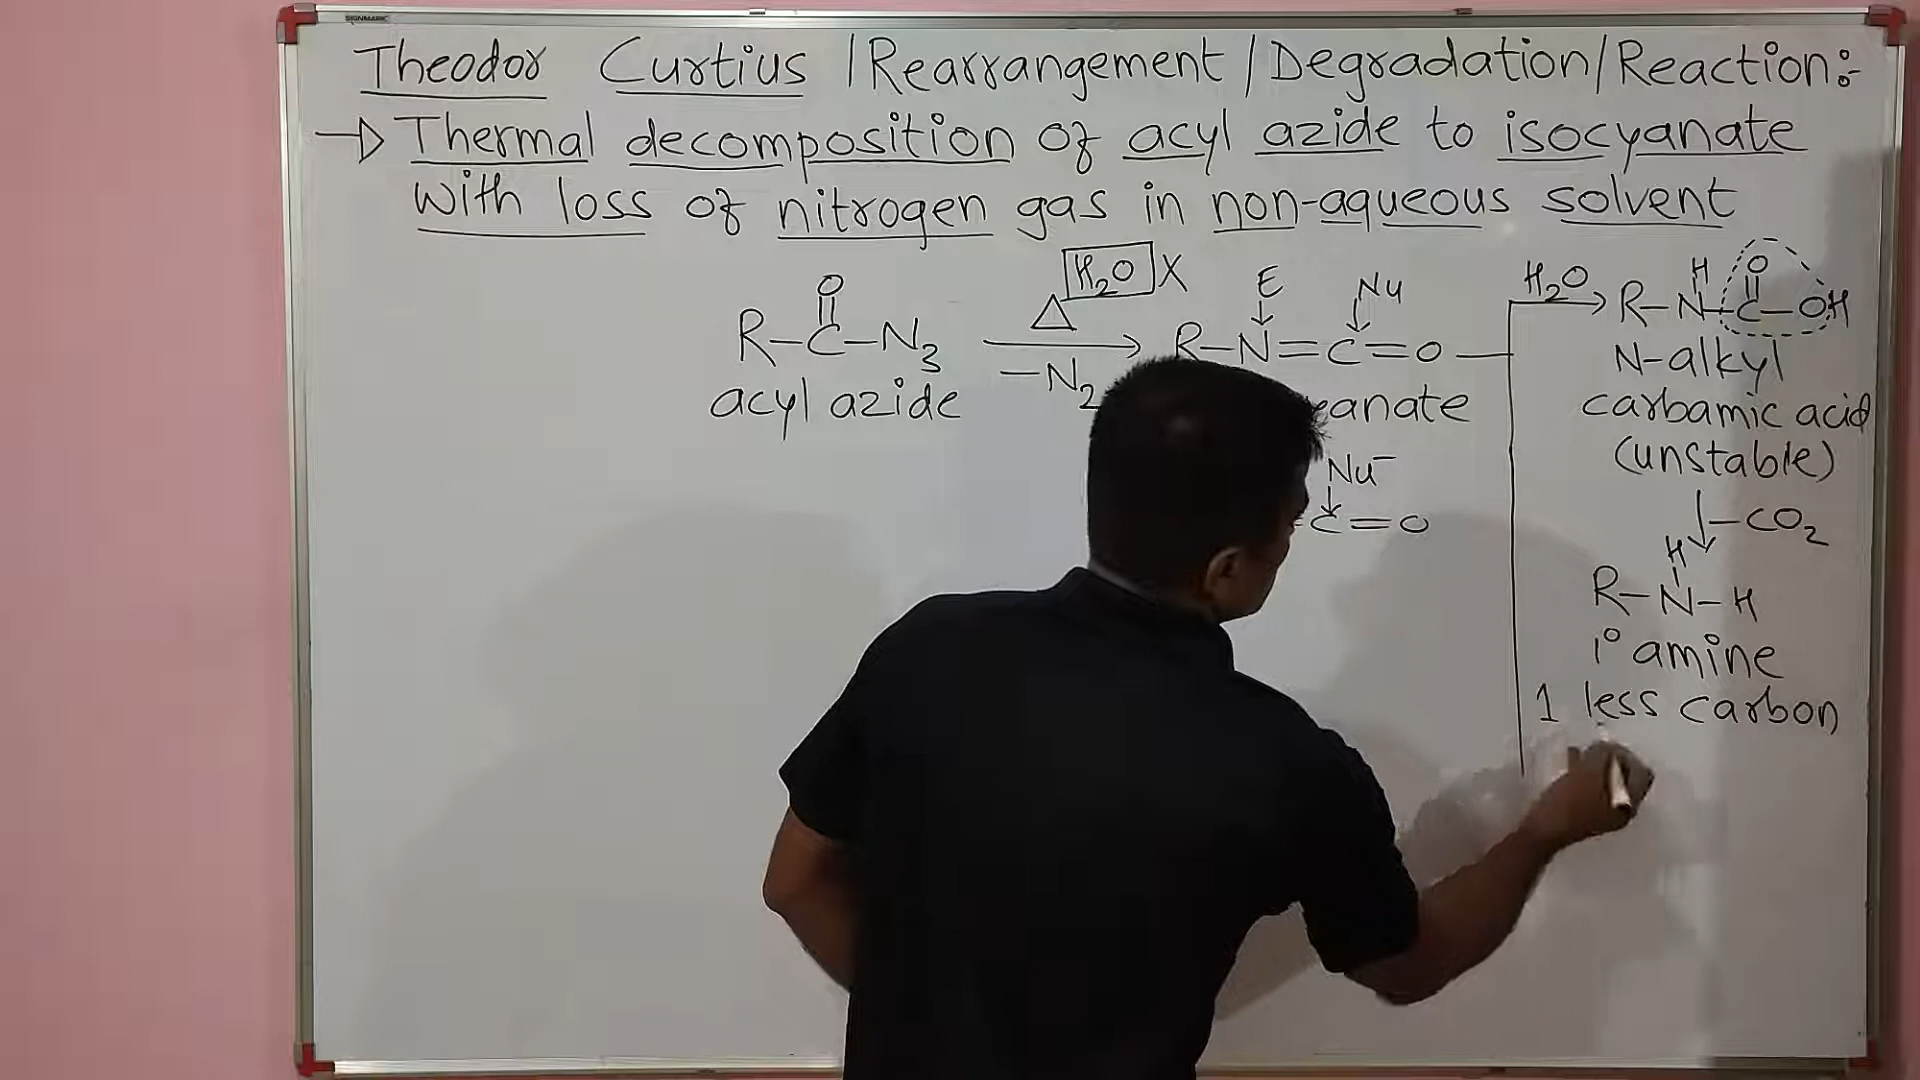 SIGNMARK
Theodor Curtius /Rearrangement/Degradation/Reaction:-
→ Thermal decomposition of acyl azide to isocyanate
with loss of nitrogen gas in non-aqueous solvent
O
||
R-C-N3
acyl azide
H2O X
△
→
-N2
E
↓
Nu
↓
R-N=C=O
Nu⁻
↓
C=O
H2O
→
H O
| ||
R-N-C-OH
N-alkyl
carbamic acid
(unstable)
↓ -CO2
H
|
R-N-H
1° amine
1 less carbon